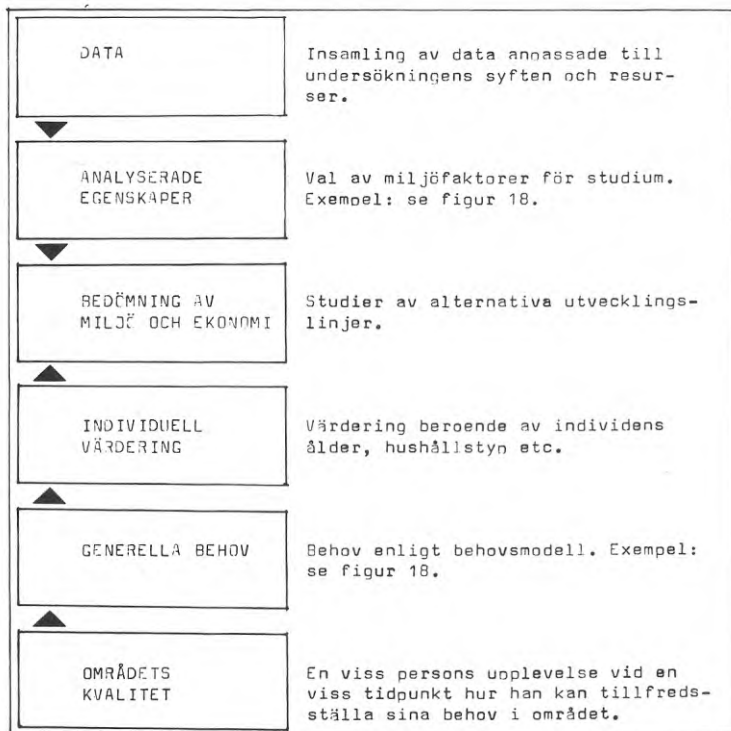 DATA
Insamling av data anpassade till
undersökningens syften och resur-
ser.
ANALYSERADE
EGENSKAPER
Val av miljöfaktorer för studium.
Exempel: se figur 18.
BEDÖMNING AV
MILJÖ OCH EKONOMI
Studier av alternativa utvecklings-
linjer.
INDIVIDUELL
VÄRDERING
Värdering beroende av individens
ålder, hushållstyp etc.
GENERELLA BEHOV
Behov enligt behovsmodell. Exempel:
se figur 18.
OMRÅDETS
KVALITET
En viss persons upplevelse vid en
viss tidpunkt hur han kan tillfreds-
ställa sina behov i området.